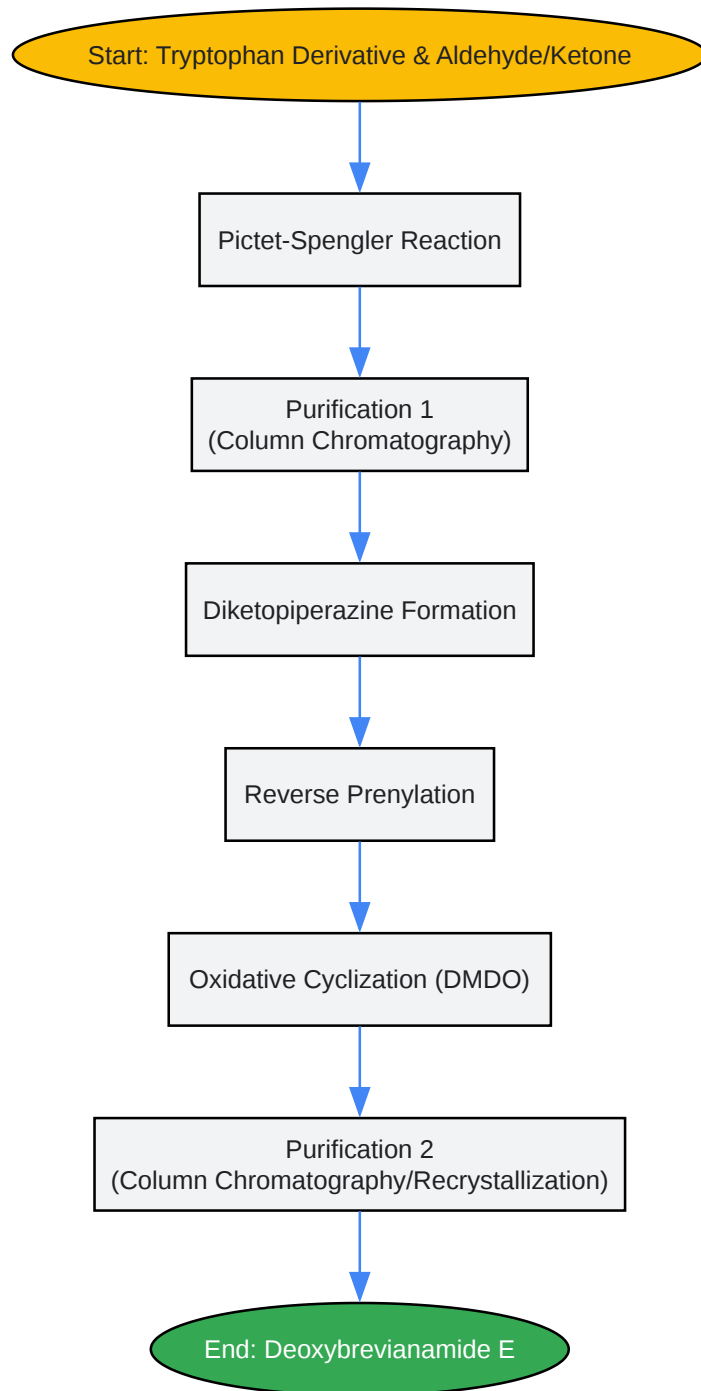 Start: Tryptophan Derivative & Aldehyde/Ketone
Pictet-Spengler Reaction
Purification 1
(Column Chromatography)
Diketopiperazine Formation
Reverse Prenylation
Oxidative Cyclization (DMDO)
Purification 2
(Column Chromatography/Recrystallization)
End: Deoxybrevianamide E